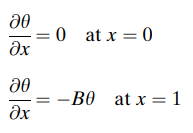 ∂θ/∂x = 0 at x = 0
∂θ/∂x = −Bθ at x = 1